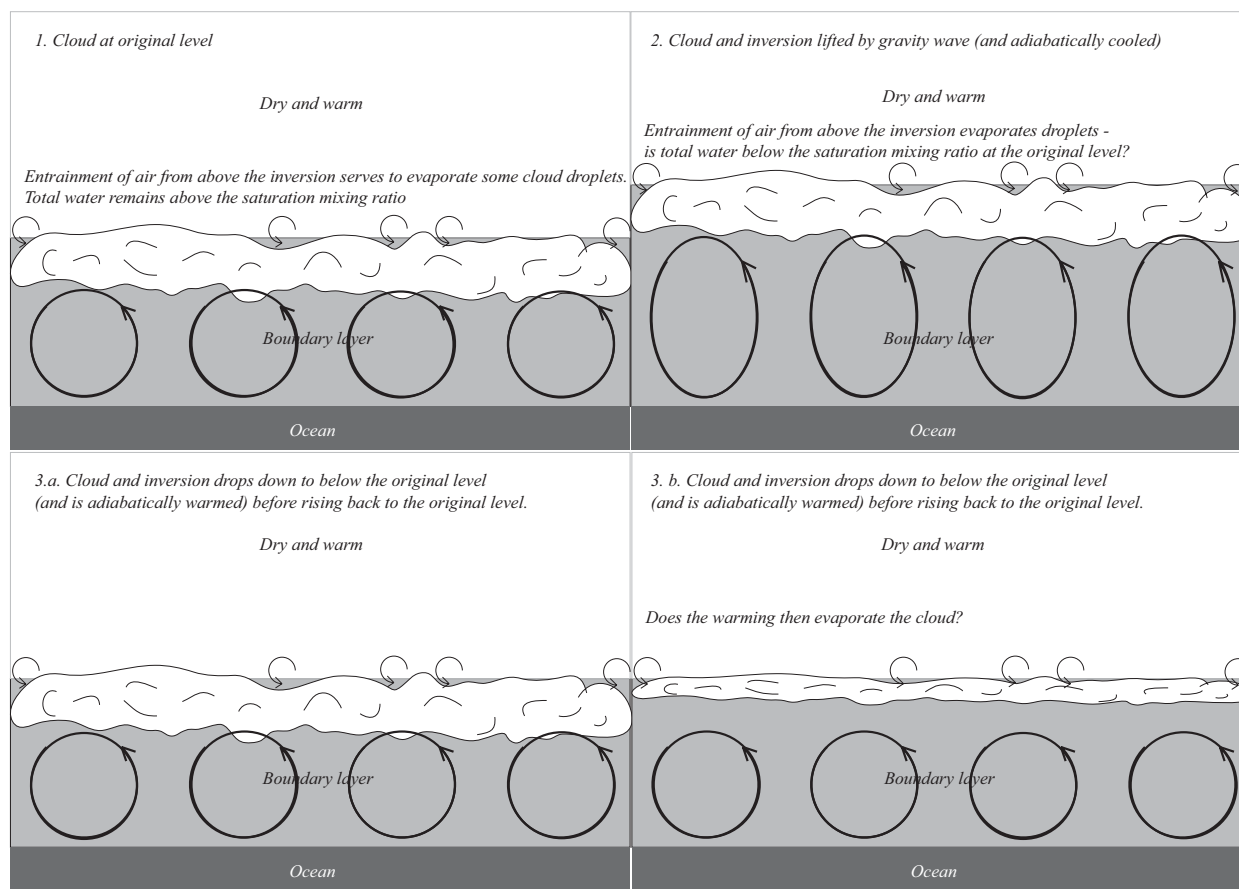 1. Cloud at original level
Dry and warm
Entrainment of air from above the inversion serves to evaporate some cloud droplets.
Total water remains above the saturation mixing ratio
Boundary layer
Ocean
2. Cloud and inversion lifted by gravity wave (and adiabatically cooled)
Dry and warm
Entrainment of air from above the inversion evaporates droplets -
is total water below the saturation mixing ratio at the original level?
Boundary layer
Ocean
3.a. Cloud and inversion drops down to below the original level
(and is adiabatically warmed) before rising back to the original level.
Dry and warm
Boundary layer
Ocean
3. b. Cloud and inversion drops down to below the original level
(and is adiabatically warmed) before rising back to the original level.
Dry and warm
Does the warming then evaporate the cloud?
Boundary layer
Ocean